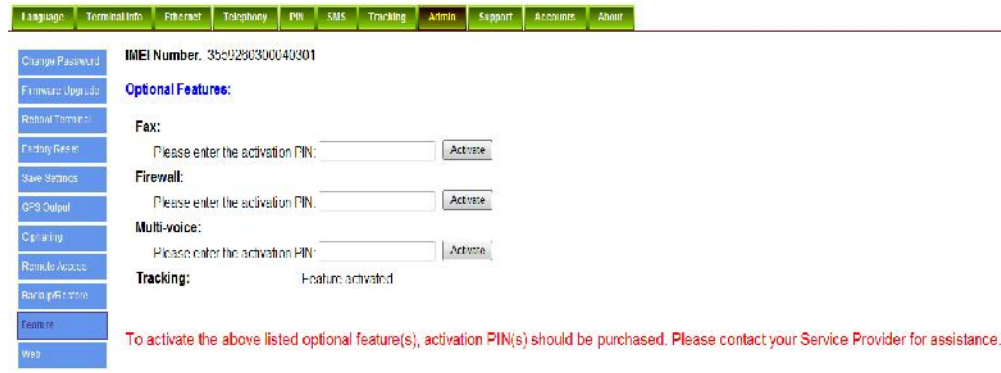 Language Terminal Info Ethernet Telephony PIN SMS Tracking Admin Support Accounts About
Change Password
IMEI Number. 3559280300040301
Firmware Upgrade
Optional Features:
Reboot Terminal
Fax:
Factory Reset
Please enter the activation PIN: Activate
Save Settings
Firewall:
GPS Output
Please enter the activation PIN: Activate
Multi-voice:
Ciphering
Please enter the activation PIN: Activate
Remote Access
Tracking: Feature activated
Backup/Restore
Feature
To activate the above listed optional feature(s), activation PIN(s) should be purchased. Please contact your Service Provider for assistance.
Web